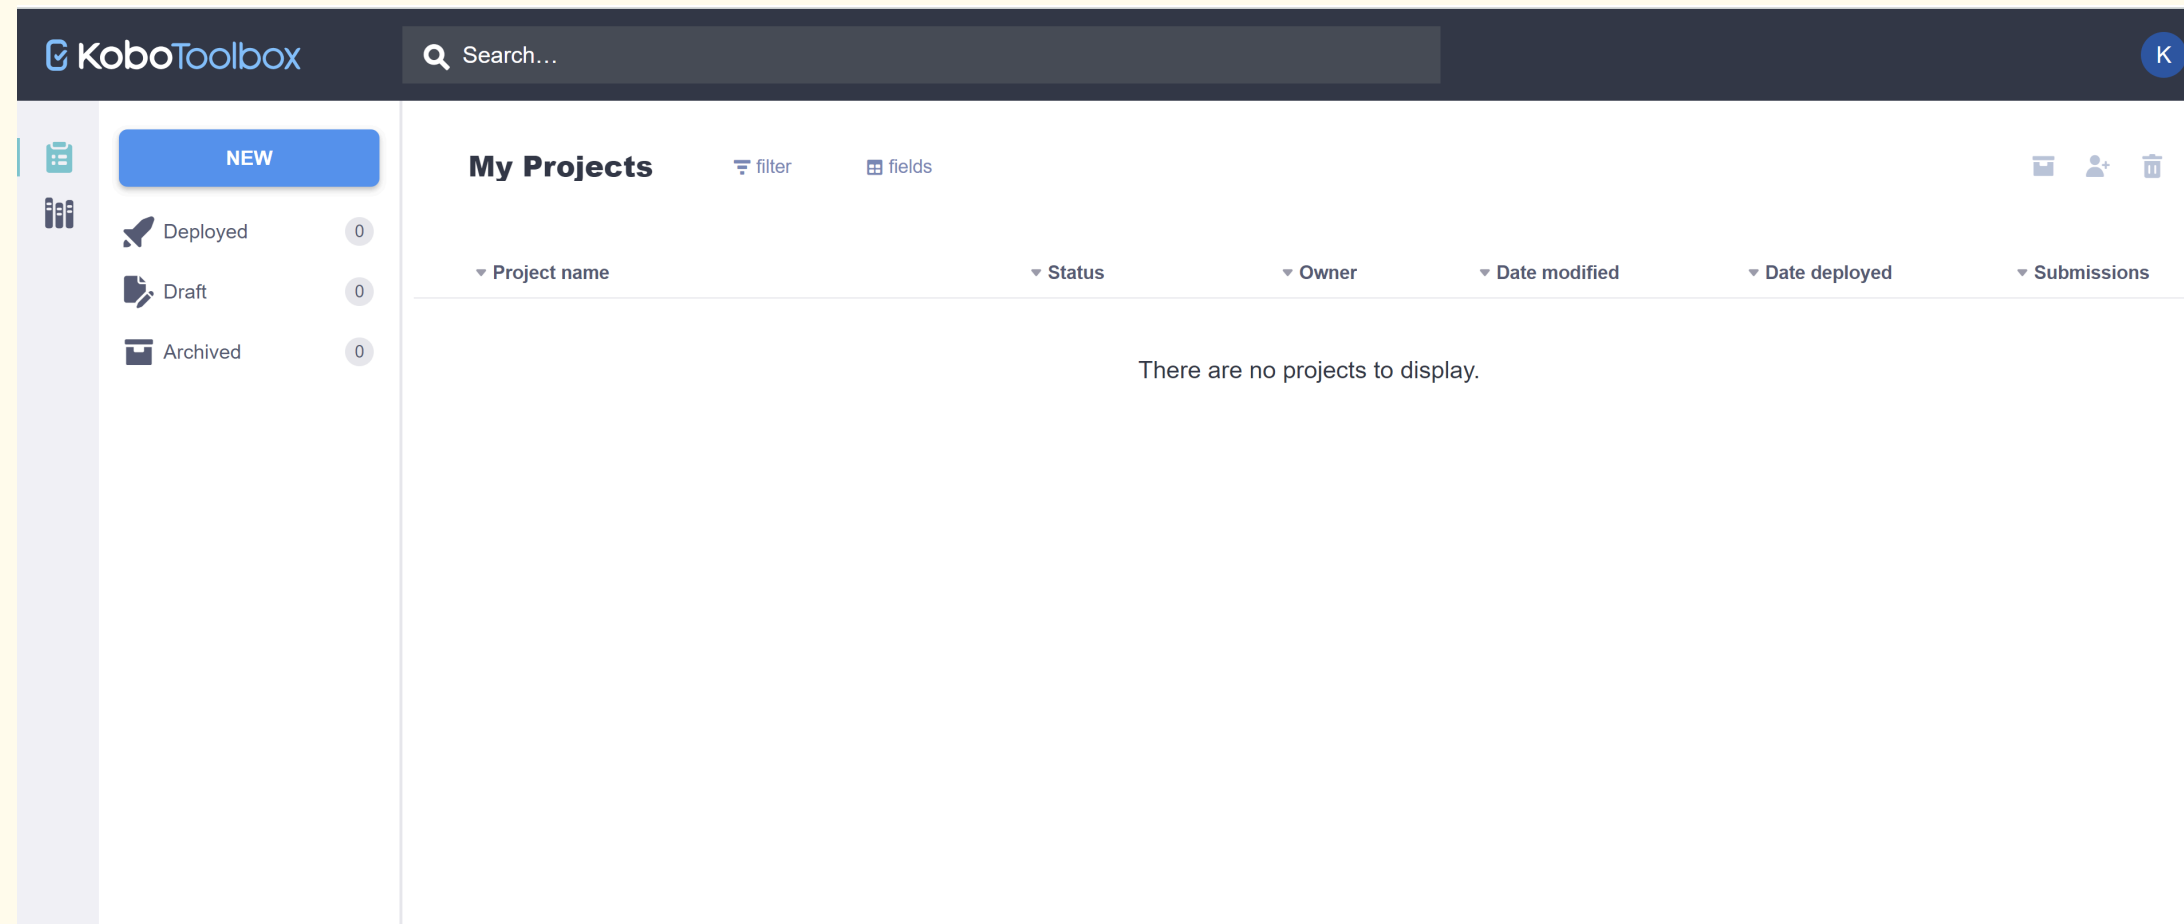 KoboToolbox
Search...
K
NEW
Deployed 0
Draft 0
Archived 0
My Projects filter fields
Project name Status Owner Date modified Date deployed Submissions
There are no projects to display.